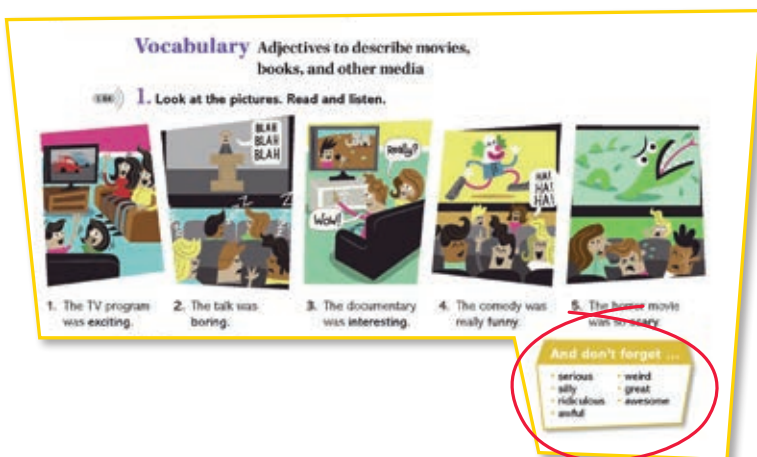 Vocabulary Adjectives to describe movies,
books, and other media
1. Look at the pictures. Read and listen.
BLAH
BLAH
BLAH
Z Z
Really?
Wow!
HA!
HA!
HA!
1. The TV program
was exciting.
2. The talk was
boring.
3. The documentary
was interesting.
4. The comedy was
really funny.
5. The horror movie
was so scary.
And don't forget ...
• serious
• silly
• ridiculous
• awful
• weird
• great
• awesome